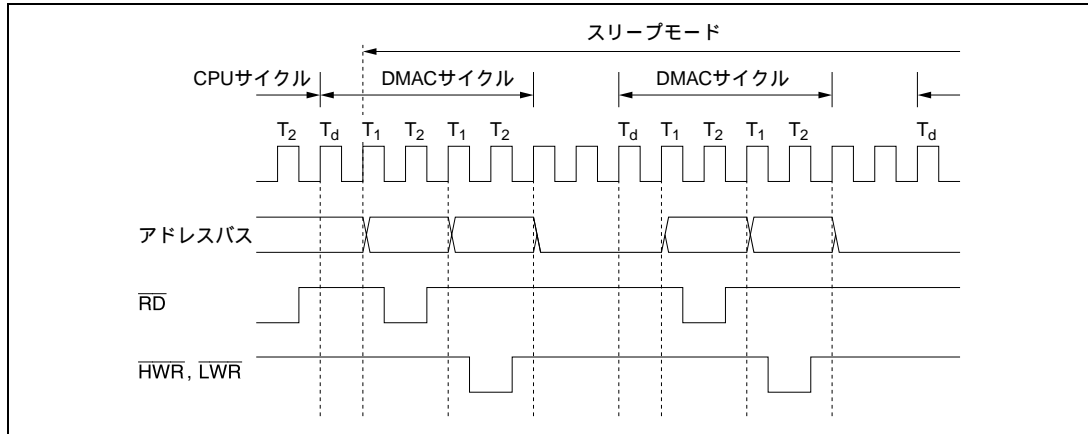 スリープモード
CPUサイクル DMACサイクル DMACサイクル
T2 Td T1 T2 T1 T2 Td T1 T2 T1 T2 Td
アドレスバス
RD
HWR, LWR